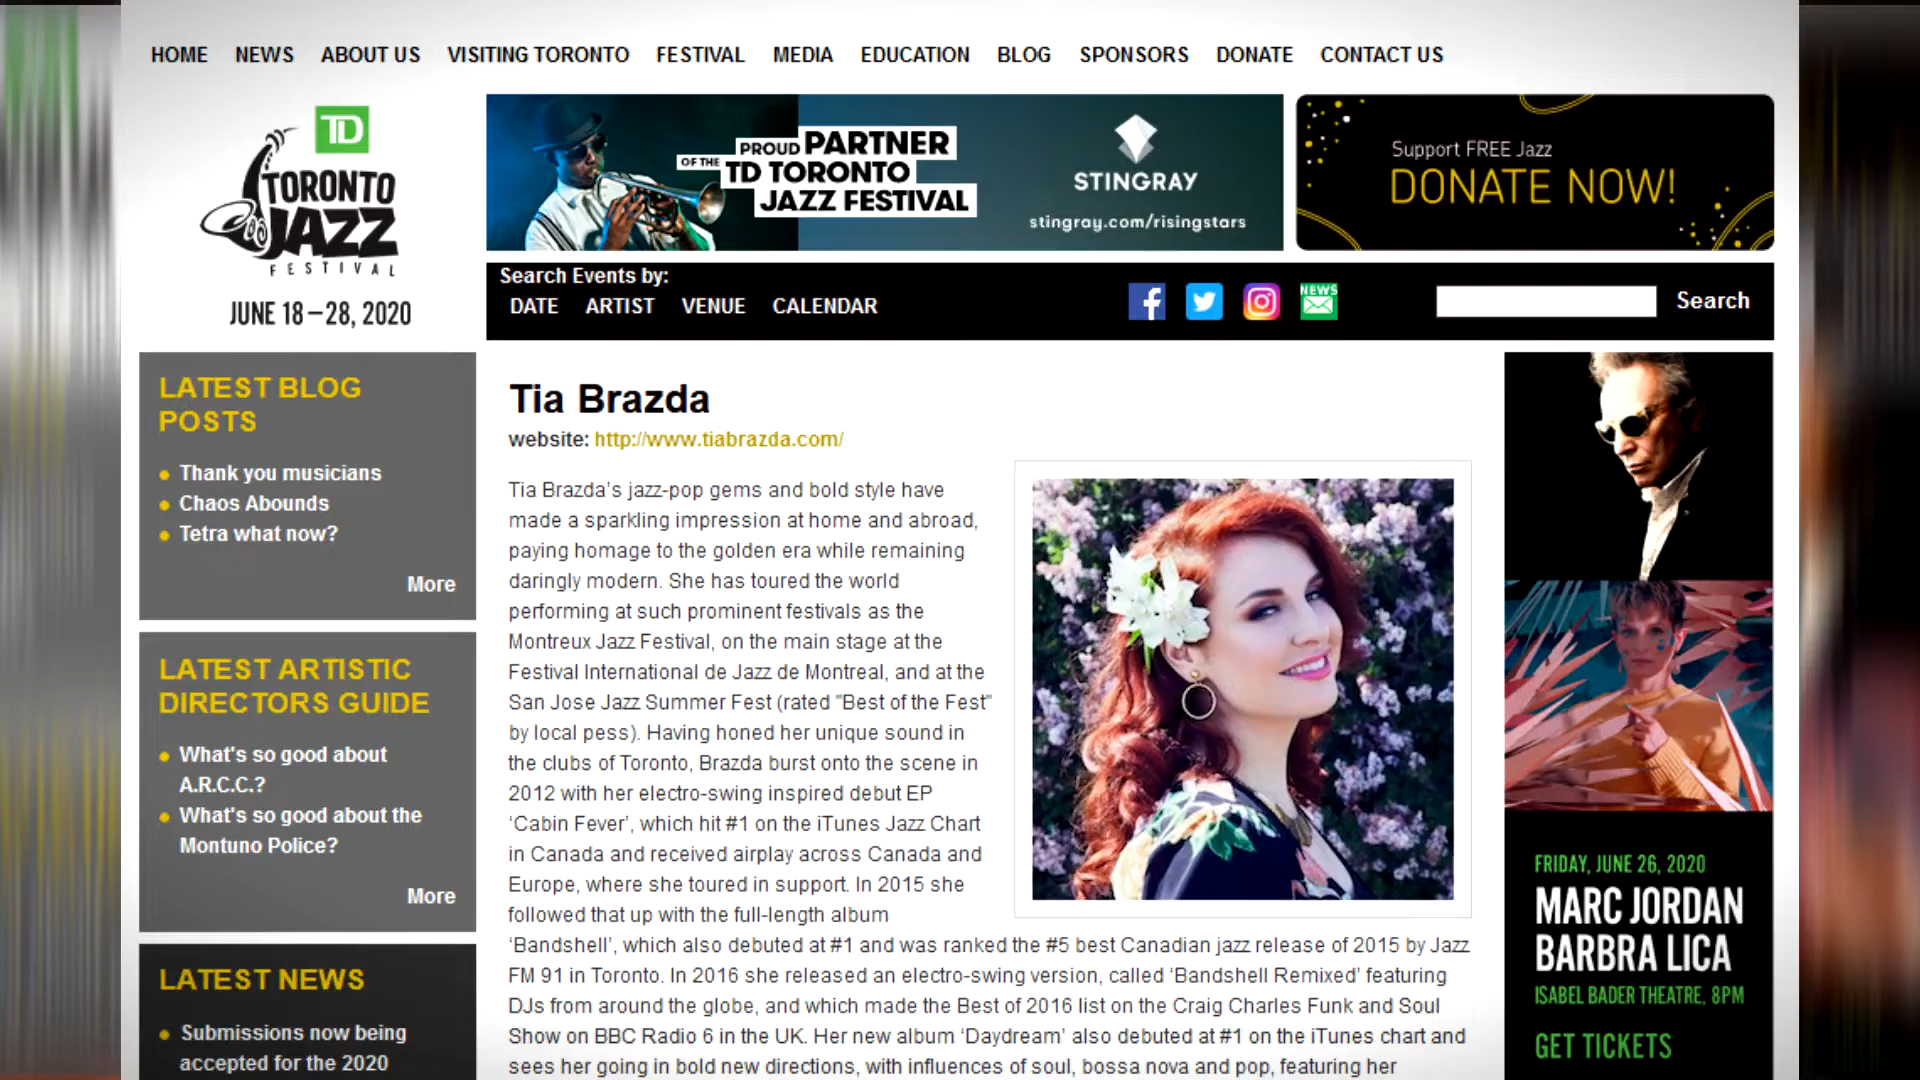 HOME NEWS ABOUT US VISITING TORONTO FESTIVAL MEDIA EDUCATION BLOG SPONSORS DONATE CONTACT US
TD
TORONTO
JAZZ
FESTIVAL
JUNE 18–28, 2020
PROUD PARTNER
OF THE TD TORONTO
JAZZ FESTIVAL
STINGRAY
stingray.com/risingstars
Support FREE Jazz
DONATE NOW!
Search Events by:
DATE ARTIST VENUE CALENDAR
NEWS
Search
LATEST BLOG
POSTS
Thank you musicians
Chaos Abounds
Tetra what now?
More
LATEST ARTISTIC
DIRECTORS GUIDE
What's so good about
A.R.C.C.?
What's so good about the
Montuno Police?
More
LATEST NEWS
Submissions now being
accepted for the 2020
Tia Brazda
website: http://www.tiabrazda.com/
Tia Brazda’s jazz-pop gems and bold style have
made a sparkling impression at home and abroad,
paying homage to the golden era while remaining
daringly modern. She has toured the world
performing at such prominent festivals as the
Montreux Jazz Festival, on the main stage at the
Festival International de Jazz de Montreal, and at the
San Jose Jazz Summer Fest (rated "Best of the Fest"
by local pess). Having honed her unique sound in
the clubs of Toronto, Brazda burst onto the scene in
2012 with her electro-swing inspired debut EP
‘Cabin Fever’, which hit #1 on the iTunes Jazz Chart
in Canada and received airplay across Canada and
Europe, where she toured in support. In 2015 she
followed that up with the full-length album
‘Bandshell’, which also debuted at #1 and was ranked the #5 best Canadian jazz release of 2015 by Jazz
FM 91 in Toronto. In 2016 she released an electro-swing version, called ‘Bandshell Remixed’ featuring
DJs from around the globe, and which made the Best of 2016 list on the Craig Charles Funk and Soul
Show on BBC Radio 6 in the UK. Her new album ‘Daydream’ also debuted at #1 on the iTunes chart and
sees her going in bold new directions, with influences of soul, bossa nova and pop, featuring her
FRIDAY, JUNE 26, 2020
MARC JORDAN
BARBRA LICA
ISABEL BADER THEATRE, 8PM
GET TICKETS